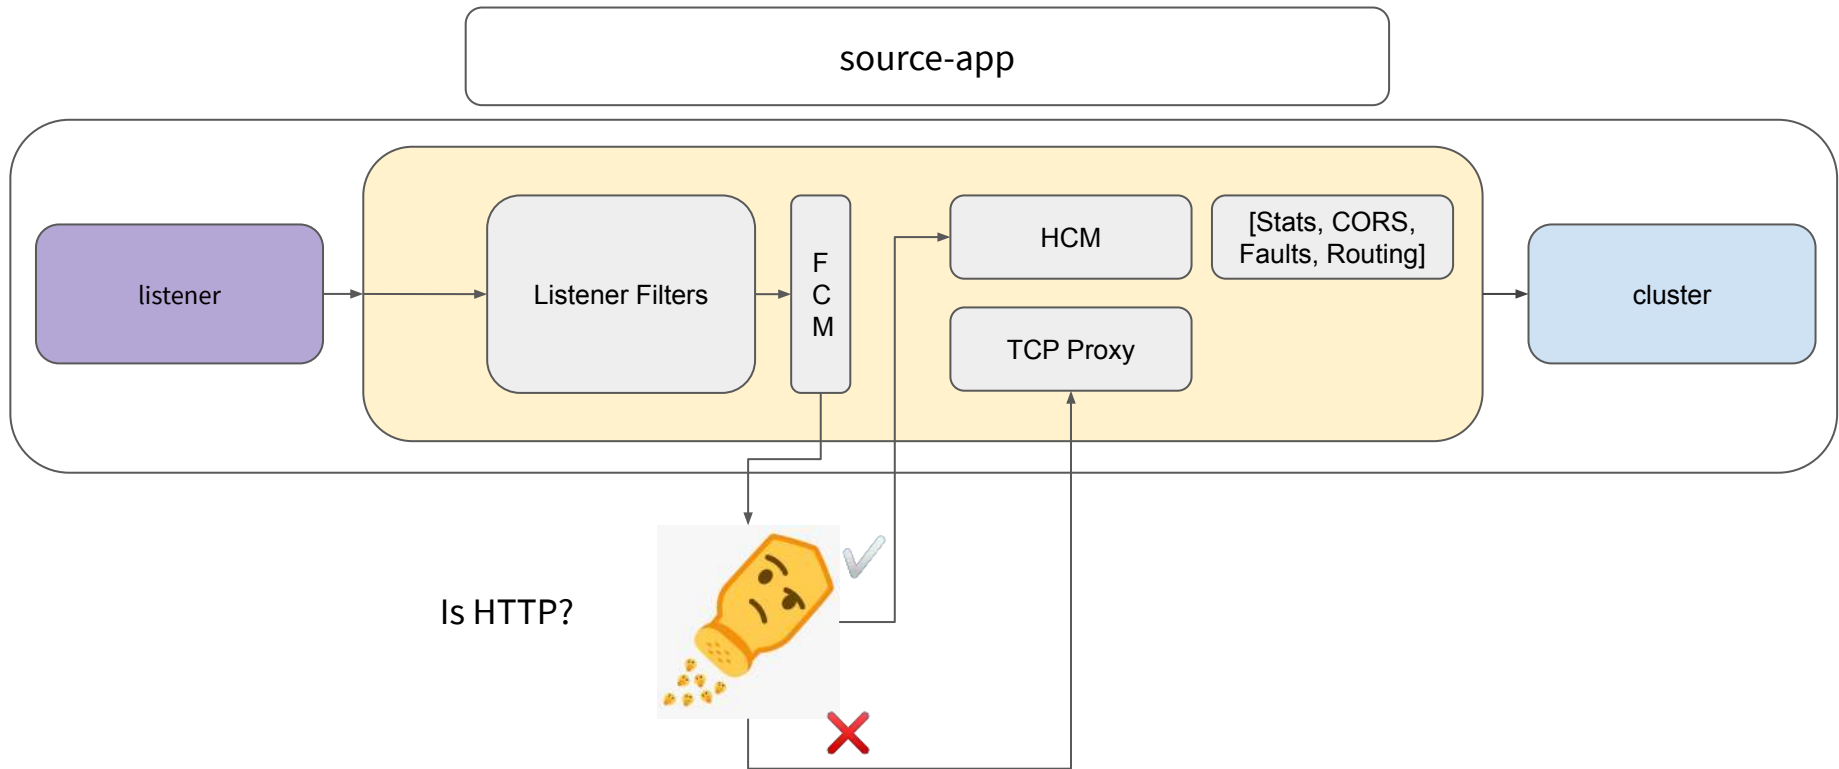 source-app
listener
Listener Filters
F
C
M
HCM
[Stats, CORS,
Faults, Routing]
TCP Proxy
cluster
Is HTTP?